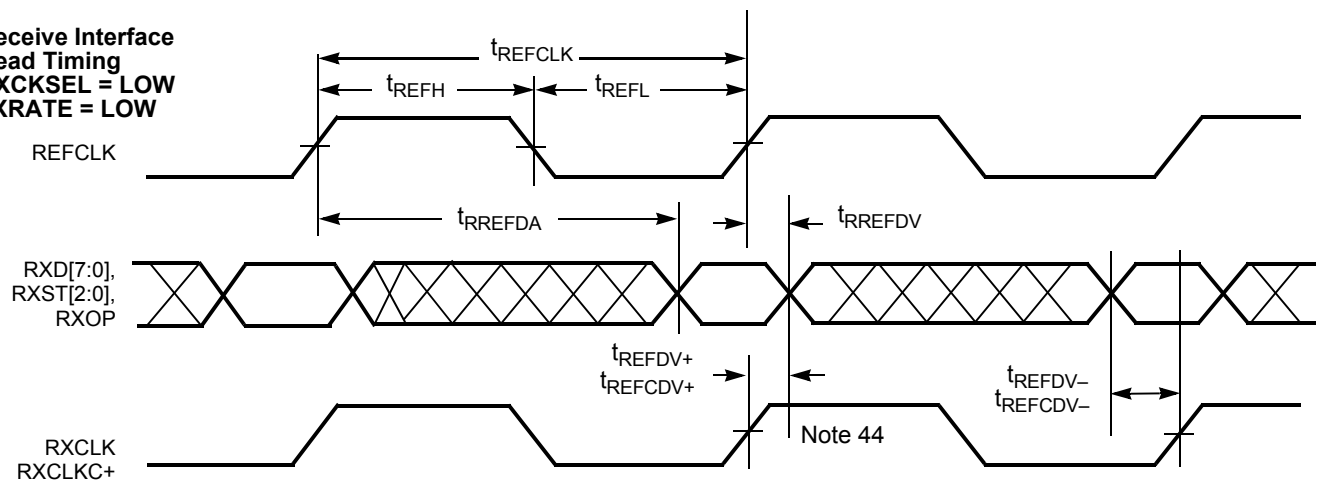 eceive Interface
ead Timing
XCKSEL = LOW
XRATE = LOW
tREFCLK
tREFH
tREFL
REFCLK
tRREFDA
tRREFDV
RXD[7:0],
RXST[2:0],
RXOP
tREFDV+
tREFCDV+
tREFDV–
tREFCDV–
Note 44
RXCLK
RXCLKC+